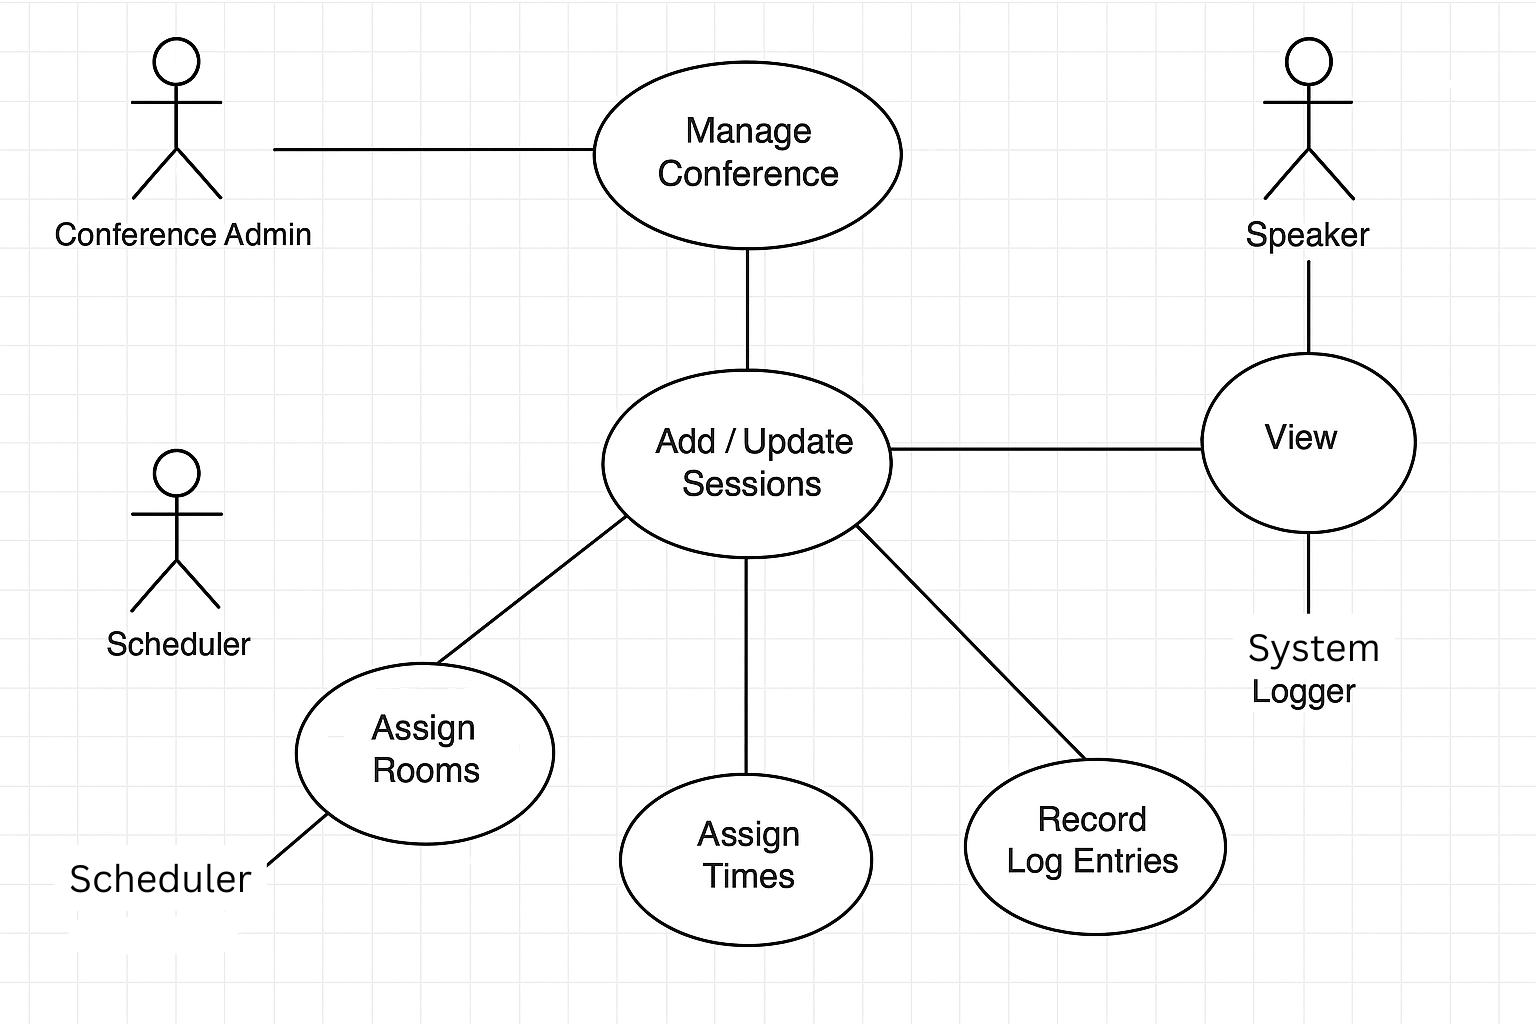 Manage
Conference
Conference Admin
Speaker
Add / Update
Sessions
View
Scheduler
System
Logger
Assign
Rooms
Assign
Times
Record
Log Entries
Scheduler